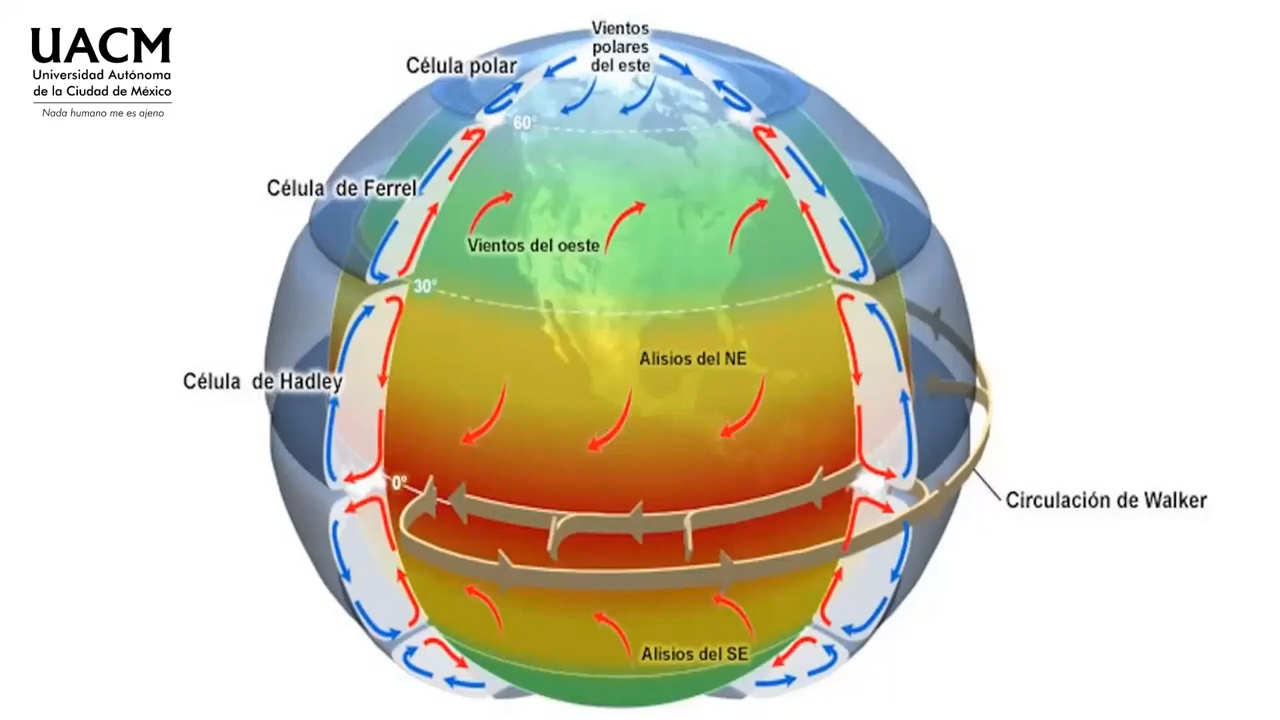 UACM
Universidad Autónoma
de la Ciudad de México
Nada humano me es ajeno
Vientos
polares
del este
Célula polar
60°
Célula de Ferrel
Vientos del oeste
30°
Alisios del NE
Célula de Hadley
0°
Circulación de Walker
Alisios del SE